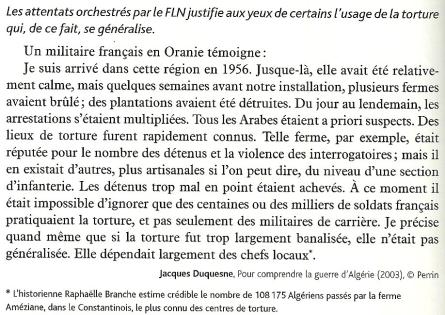 Les attentats orchestrés par le FLN justifie aux yeux de certains l'usage de la torture
qui, de ce fait, se généralise.
Un militaire français en Oranie témoigne :
Je suis arrivé dans cette région en 1956. Jusque-là, elle avait été relative-
ment calme, mais quelques semaines avant notre installation, plusieurs fermes
avaient brûlé ; des plantations avaient été détruites. Du jour au lendemain, les
arrestations s'étaient multipliées. Tous les Arabes étaient a priori suspects. Des
lieux de torture furent rapidement connus. Telle ferme, par exemple, était
réputée pour le nombre des détenus et la violence des interrogatoires ; mais il
en existait d'autres, plus artisanales si l'on peut dire, du niveau d'une section
d'infanterie. Les détenus trop mal en point étaient achevés. À ce moment il
était impossible d'ignorer que des centaines ou des milliers de soldats français
pratiquaient la torture, et pas seulement des militaires de carrière. Je précise
quand même que si la torture fut trop largement banalisée, elle n'était pas
généralisée. Elle dépendait largement des chefs locaux*.
Jacques Duquesne, Pour comprendre la guerre d'Algérie (2003), © Perrin
* L'historienne Raphaëlle Branche estime crédible le nombre de 108 175 Algériens passés par la ferme
Améziane, dans le Constantinois, le plus connu des centres de torture.